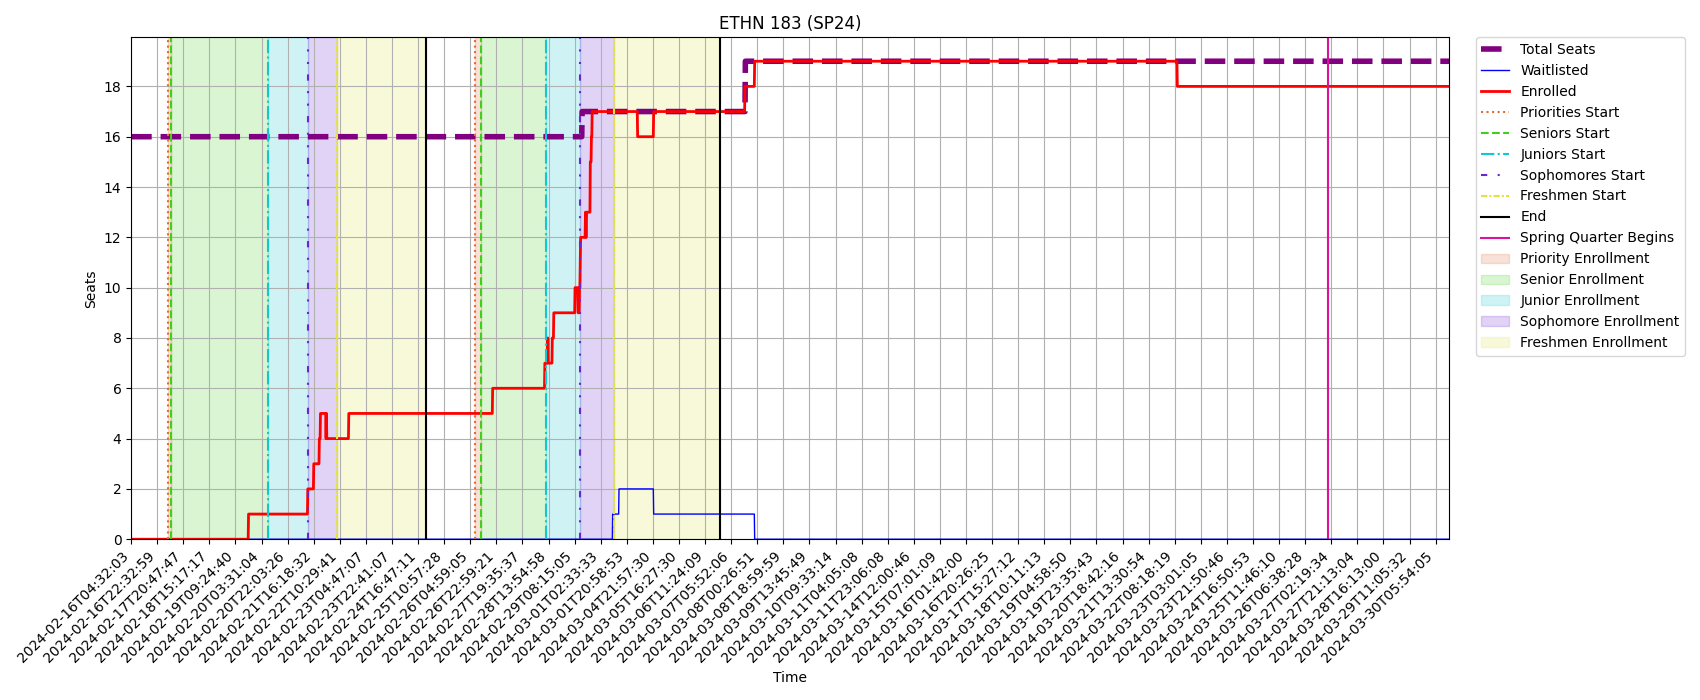 ETHN 183 (SP24)
Seats
18
16
14
12
10
8
6
4
2
0
2024-02-16T04:32:03
2024-02-16T22:32:59
2024-02-17T20:47:47
2024-02-18T15:17:17
2024-02-19T09:24:40
2024-02-20T03:31:04
2024-02-20T22:03:26
2024-02-21T16:18:32
2024-02-22T10:29:41
2024-02-23T04:47:07
2024-02-23T22:41:07
2024-02-24T16:47:11
2024-02-25T10:57:28
2024-02-26T04:59:05
2024-02-26T22:59:21
2024-02-27T19:35:37
2024-02-28T13:54:58
2024-02-29T08:15:05
2024-03-01T02:33:33
2024-03-01T20:58:53
2024-03-04T21:57:30
2024-03-05T16:27:30
2024-03-06T11:24:09
2024-03-07T05:52:06
2024-03-08T00:26:51
2024-03-08T18:59:59
2024-03-09T13:45:49
2024-03-10T09:33:14
2024-03-11T04:05:08
2024-03-11T23:06:08
2024-03-14T12:00:46
2024-03-15T07:01:09
2024-03-16T01:42:00
2024-03-16T20:26:25
2024-03-17T15:27:12
2024-03-18T10:11:13
2024-03-19T04:58:50
2024-03-19T23:35:43
2024-03-20T18:42:16
2024-03-21T13:30:54
2024-03-22T08:18:19
2024-03-23T03:01:05
2024-03-23T21:50:46
2024-03-24T16:50:53
2024-03-25T11:46:10
2024-03-26T06:38:28
2024-03-27T02:19:34
2024-03-27T21:13:04
2024-03-28T16:13:00
2024-03-29T11:05:32
2024-03-30T05:54:05
Time
Total Seats
Waitlisted
Enrolled
Priorities Start
Seniors Start
Juniors Start
Sophomores Start
Freshmen Start
End
Spring Quarter Begins
Priority Enrollment
Senior Enrollment
Junior Enrollment
Sophomore Enrollment
Freshmen Enrollment